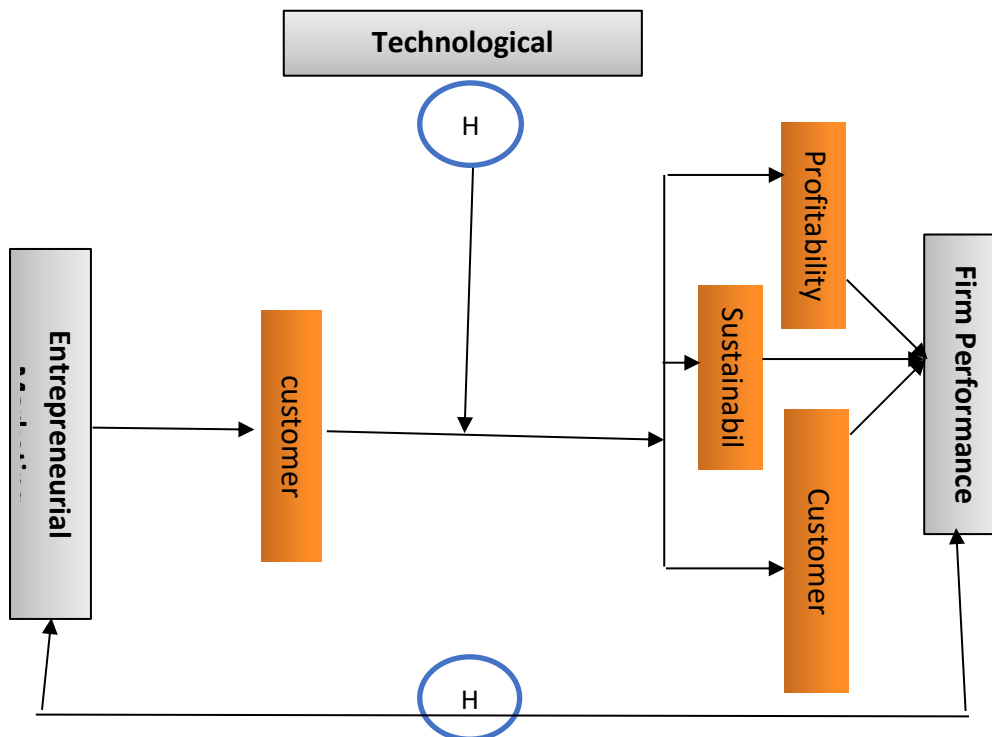 Technological
H
Profitability
Firm Performance
Sustainabil
Entrepreneurial
customer
Customer
H